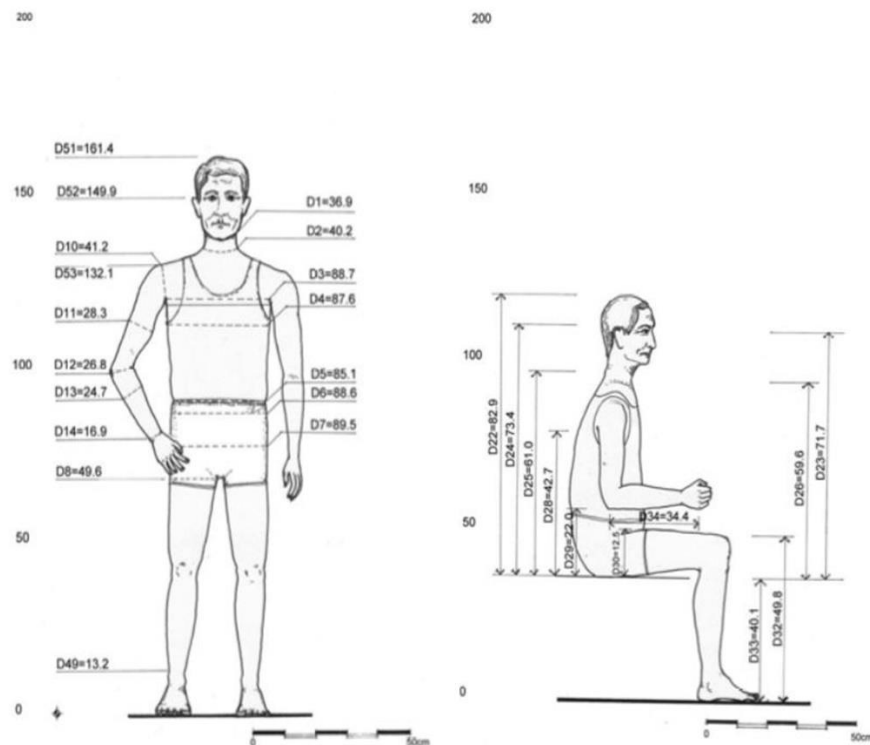 200
D51=161.4
150
D52=149.9
D1=36.9
D2=40.2
D10=41.2
D53=132.1
D3=88.7
D4=87.6
D11=28.3
100
D12=26.8
D5=85.1
D13=24.7
D6=88.6
D14=16.9
D7=89.5
D8=49.6
50
D49=13.2
0
0
50cm
200
150
100
D22=82.9
D24=73.4
D25=61.0
D28=42.7
D29=22.0
D30=12.5
D34=34.4
D26=59.6
D23=71.7
50
D33=40.1
D32=49.8
0
0
50cm